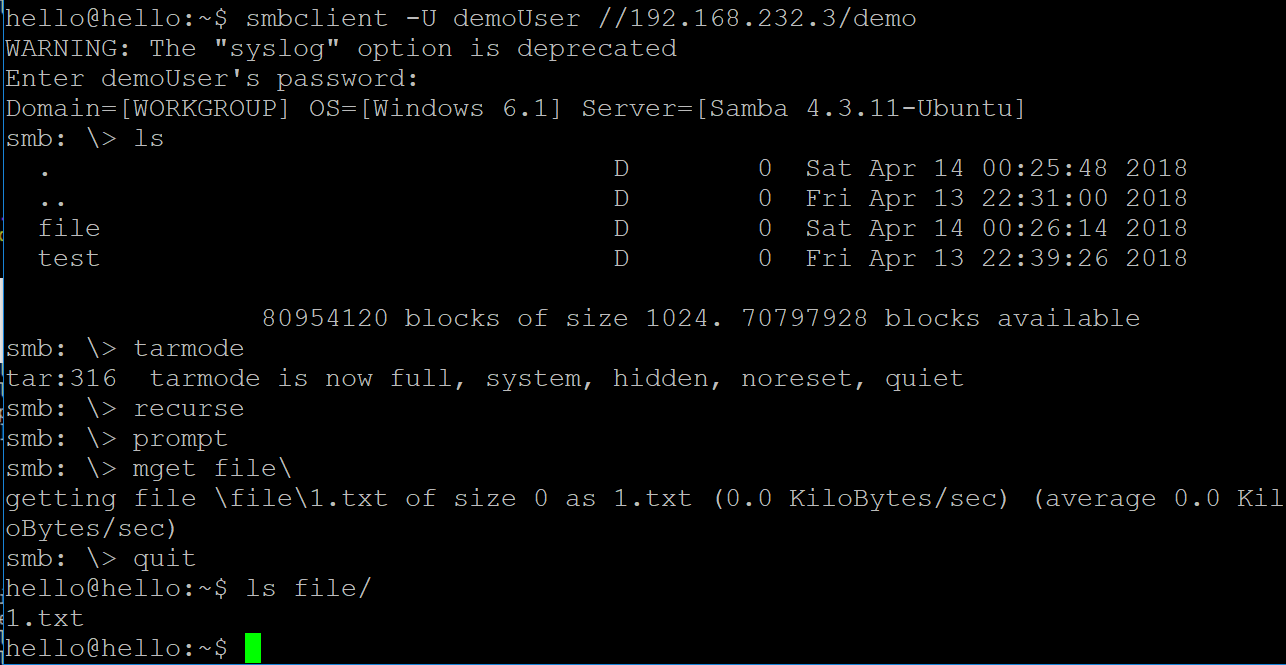 hello@hello:~$ smbclient -U demoUser //192.168.232.3/demo
WARNING: The "syslog" option is deprecated
Enter demoUser's password:
Domain=[WORKGROUP] OS=[Windows 6.1] Server=[Samba 4.3.11-Ubuntu]
smb: \> ls
  .                                   D        0  Sat Apr 14 00:25:48 2018
  ..                                  D        0  Fri Apr 13 22:31:00 2018
  file                                D        0  Sat Apr 14 00:26:14 2018
  test                                D        0  Fri Apr 13 22:39:26 2018
                80954120 blocks of size 1024. 70797928 blocks available
smb: \> tarmode
tar:316  tarmode is now full, system, hidden, noreset, quiet
smb: \> recurse
smb: \> prompt
smb: \> mget file\
getting file \file\1.txt of size 0 as 1.txt (0.0 KiloBytes/sec) (average 0.0 Kil
oBytes/sec)
smb: \> quit
hello@hello:~$ ls file/
1.txt
hello@hello:~$